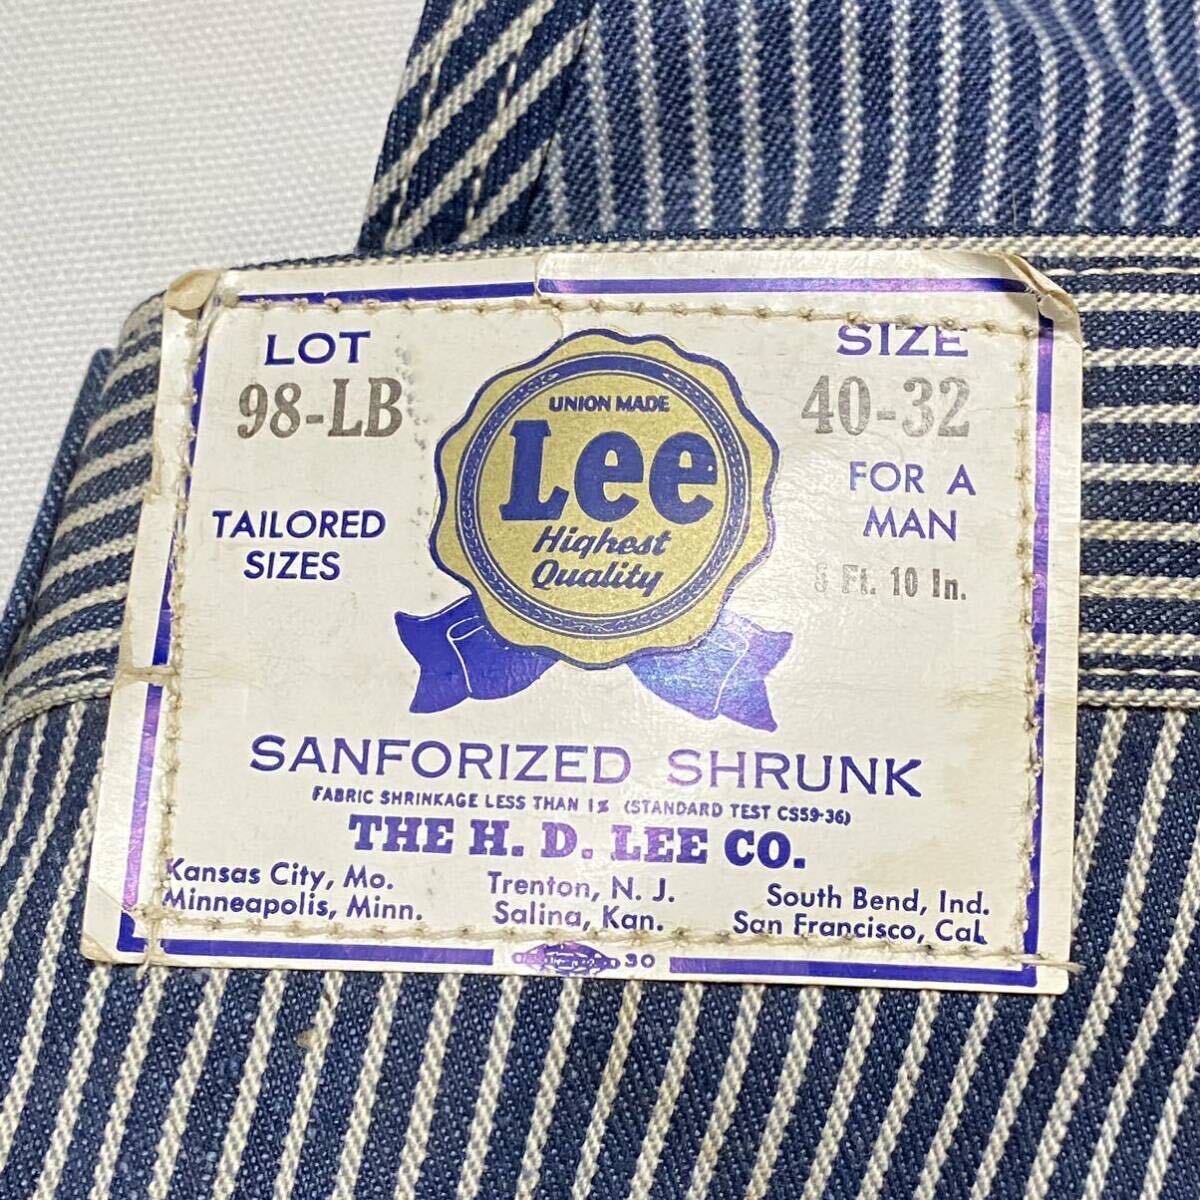 LOT
98-LB
TAILORED
SIZES
UNION MADE
Lee
Highest
Quality
SIZE
40-32
FOR A
MAN
Ft. 10 In.
SANFORIZED SHRUNK
FABRIC SHRINKAGE LESS THAN 1% (STANDARD TEST CS59-36)
THE H. D. LEE CO.
Kansas City, Mo.
Minneapolis, Minn.
Trenton, N. J.
Salina, Kan.
South Bend, Ind.
San Francisco, Cal.
30